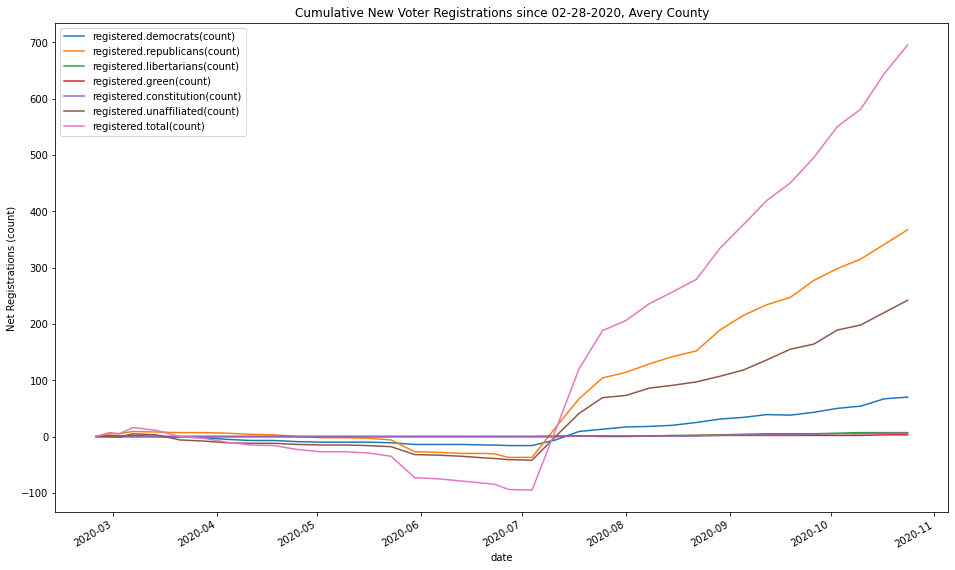 Cumulative New Voter Registrations since 02-28-2020, Avery County
registered.democrats(count)
registered.republicans(count)
registered.libertarians(count)
registered.green(count)
registered.constitution(count)
registered.unaffiliated(count)
registered.total(count)
Net Registrations (count)
700
600
500
400
300
200
100
0
−100
2020-03
2020-04
2020-05
2020-06
2020-07
2020-08
2020-09
2020-10
2020-11
date